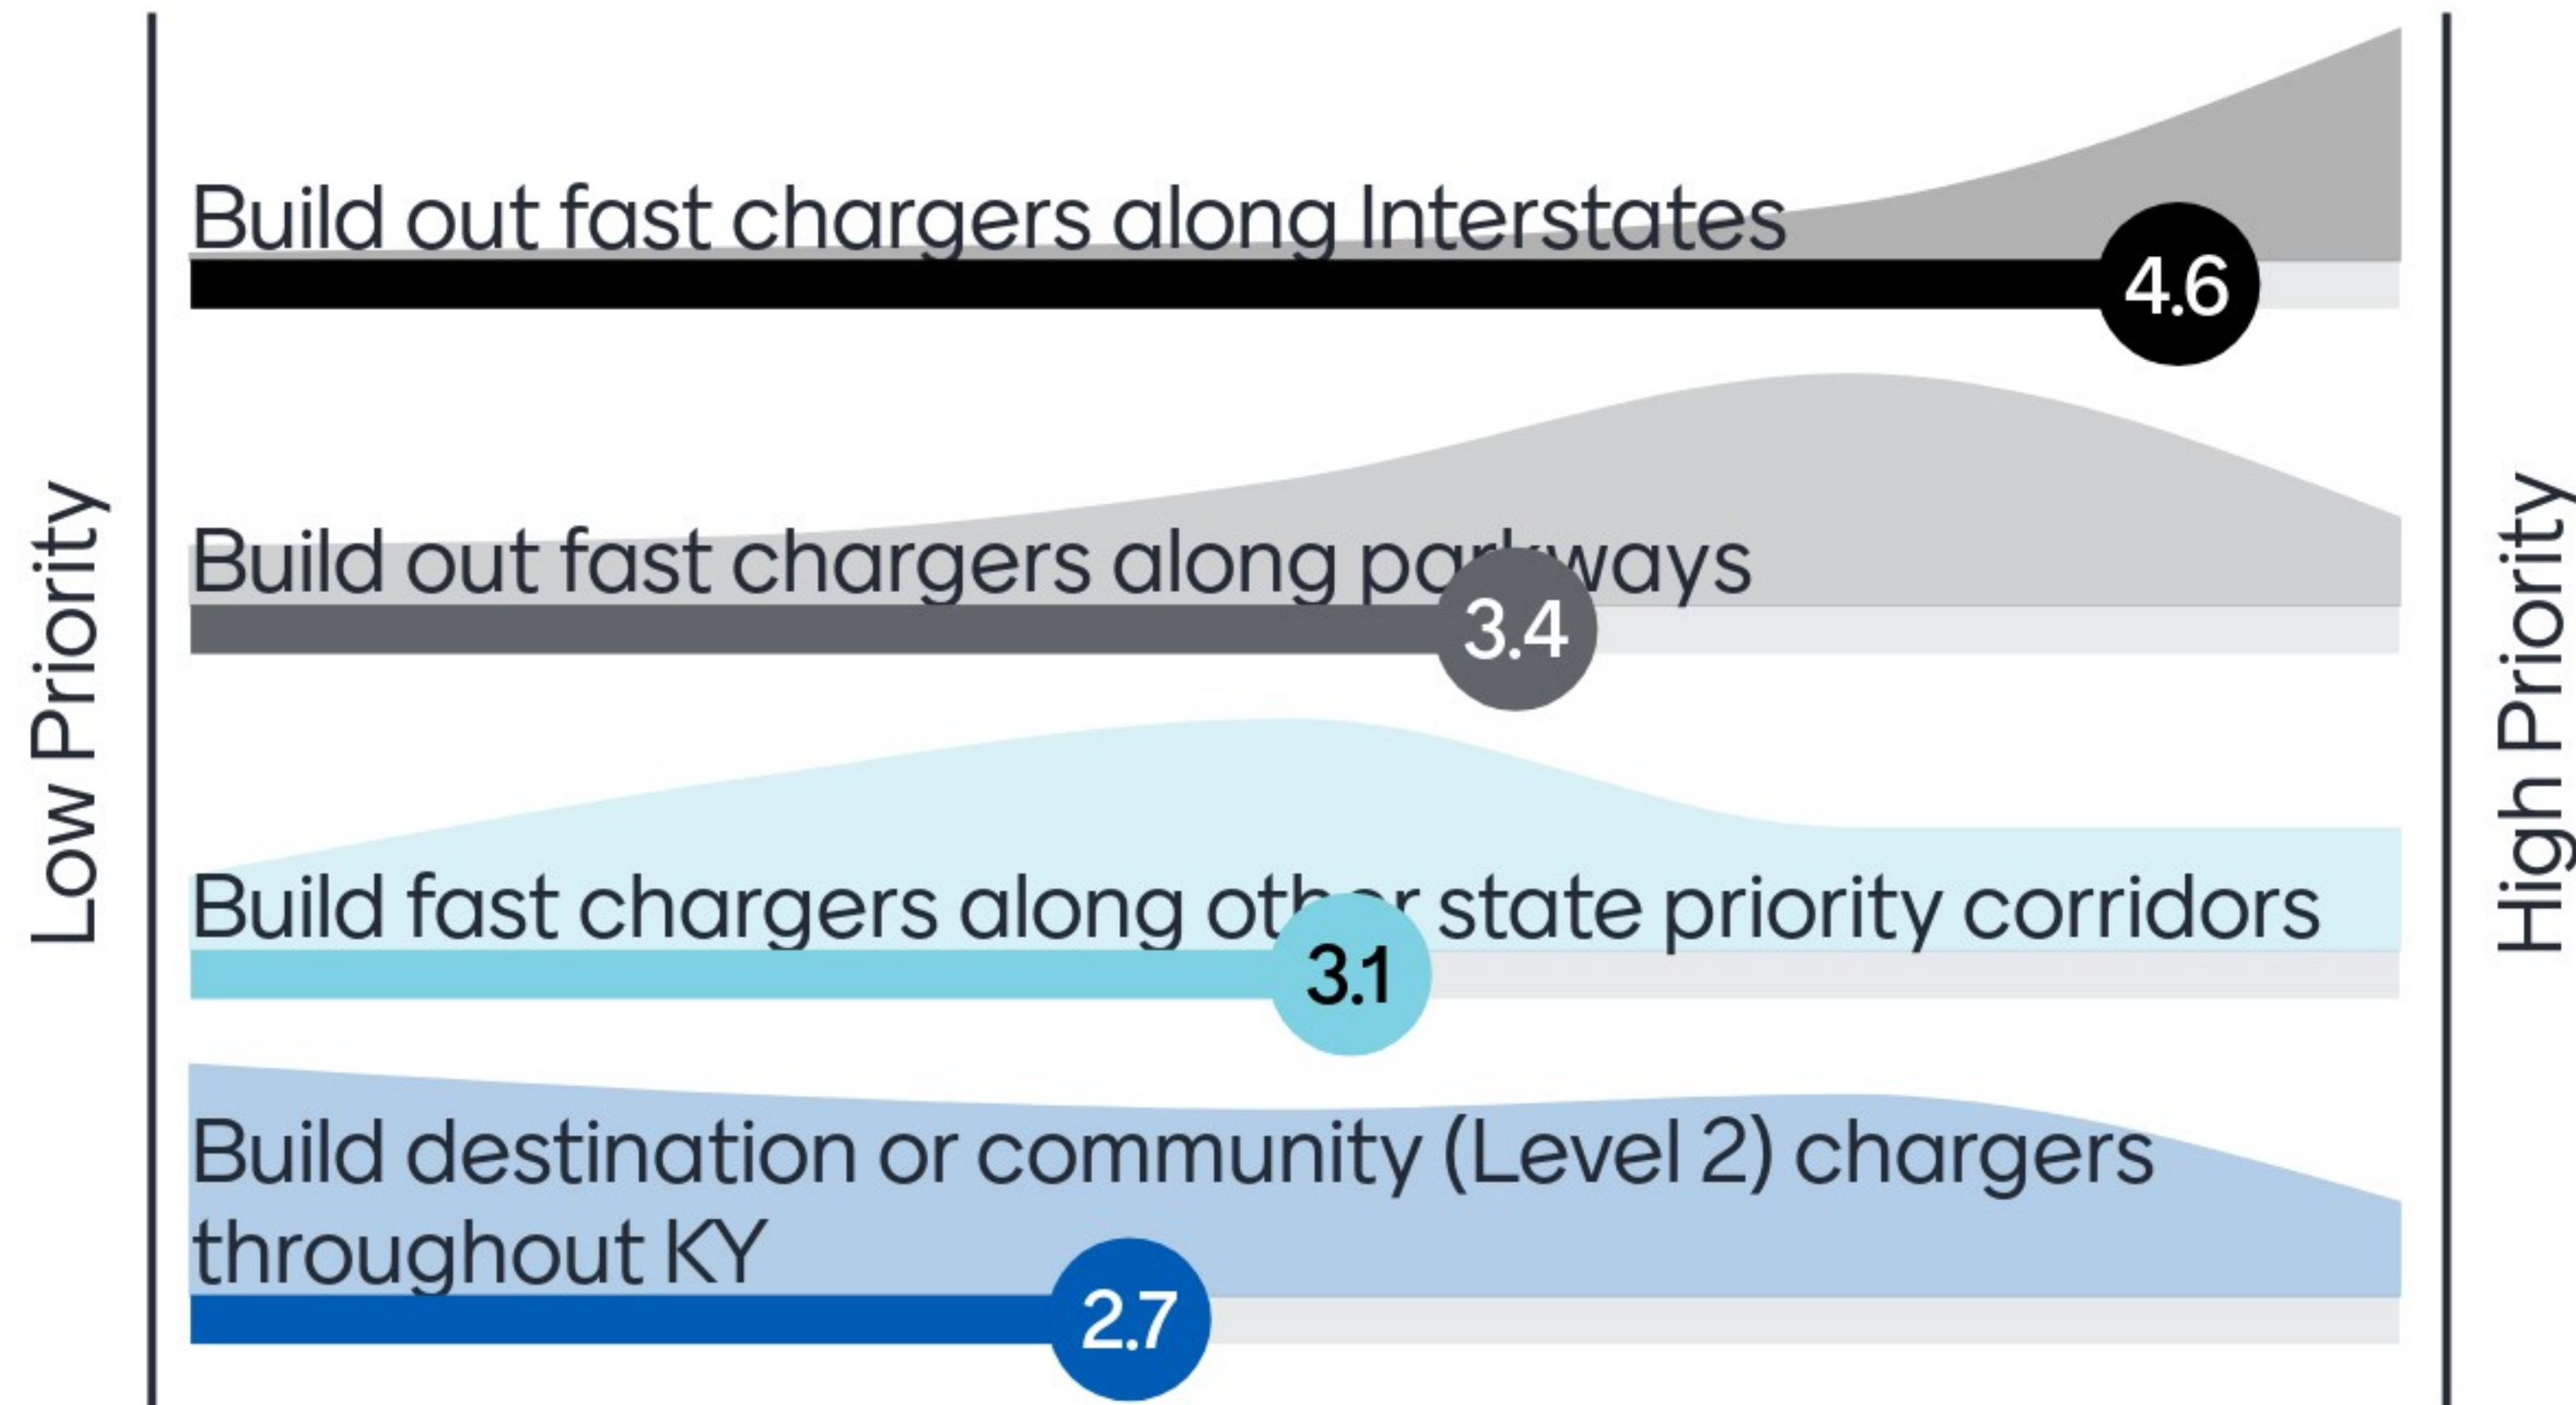 Low Priority
Build out fast chargers along Interstates
4.6
Build out fast chargers along parkways
3.4
Build fast chargers along other state priority corridors
3.1
Build destination or community (Level 2) chargers
throughout KY
2.7
High Priority